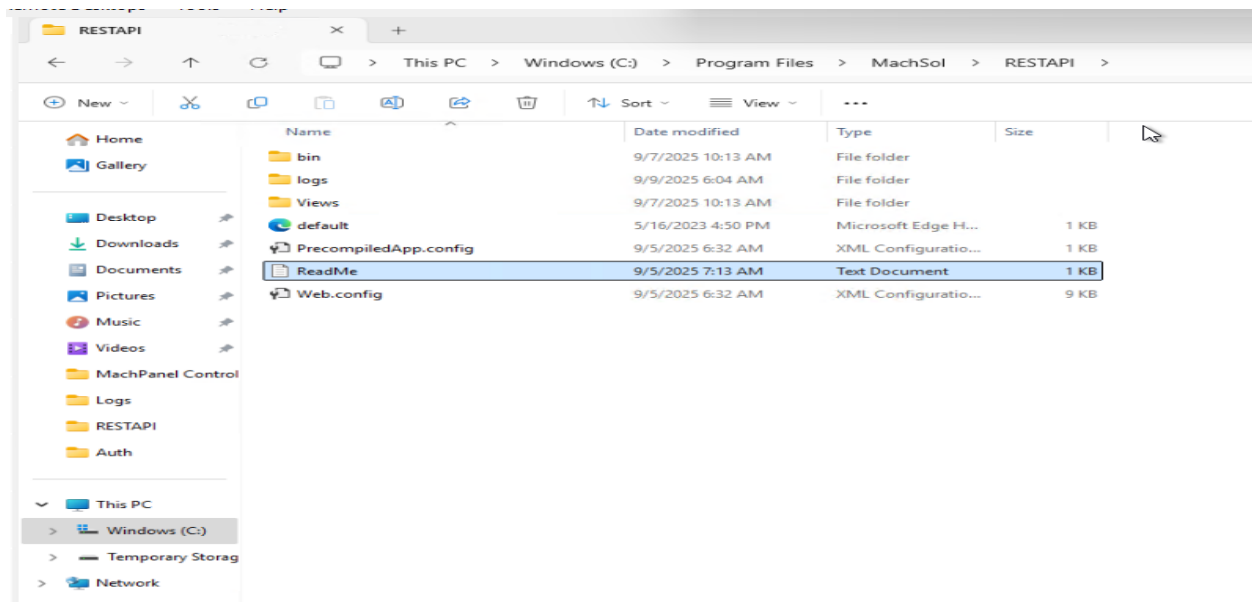 RESTAPI
This PC > Windows (C:) > Program Files > MachSol > RESTAPI >
New Sort View ...
Name Date modified Type Size
bin 9/7/2025 10:13 AM File folder
logs 9/9/2025 6:04 AM File folder
Views 9/7/2025 10:13 AM File folder
default 5/16/2023 4:50 PM Microsoft Edge H... 1 KB
PrecompiledApp.config 9/5/2025 6:32 AM XML Configuratio... 1 KB
ReadMe 9/5/2025 7:13 AM Text Document 1 KB
Web.config 9/5/2025 6:32 AM XML Configuratio... 9 KB
Home
Gallery
Desktop
Downloads
Documents
Pictures
Music
Videos
MachPanel Control
Logs
RESTAPI
Auth
This PC
Windows (C:)
Temporary Storag
Network